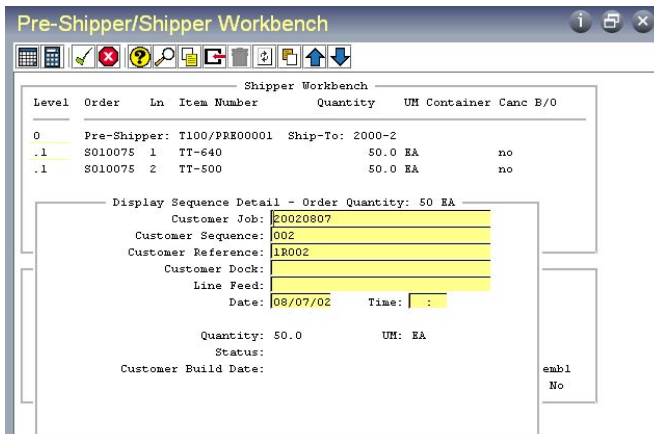 Pre-Shipper/Shipper Workbench
Shipper Workbench
Level Order Ln Item Number Quantity UM Container Canc B/O
0 Pre-Shipper: T100/PRE00001 Ship-To: 2000-2
.1 SO10075 1 TT-640 50.0 EA no
.1 SO10075 2 TT-500 50.0 EA no
Display Sequence Detail - Order Quantity: 50 EA
Customer Job: 20020807
Customer Sequence: 002
Customer Reference: 1R002
Customer Dock:
Line Feed:
Date: 08/07/02 Time: :
Quantity: 50.0 UM: EA
Status:
Customer Build Date:
embl
No